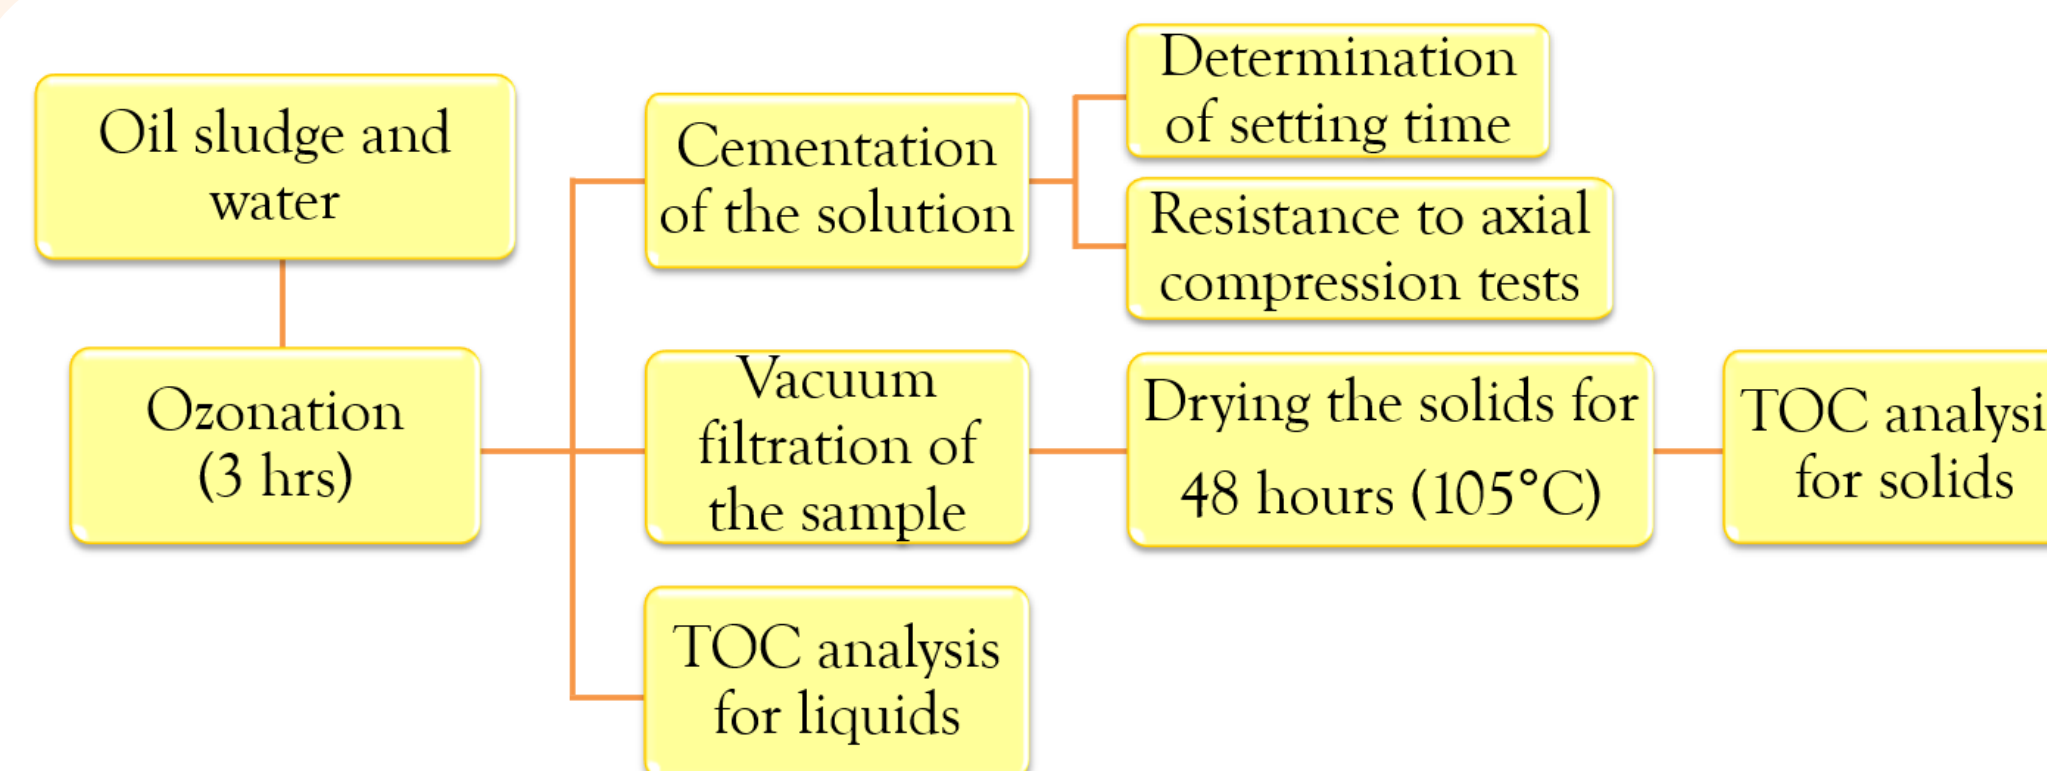 Oil sludge and
water
Ozonation
(3 hrs)
Cementation
of the solution
Determination
of setting time
Resistance to axial
compression tests
Vacuum
filtration of
the sample
Drying the solids for
48 hours (105°C)
TOC analysi
for solids
TOC analysis
for liquids